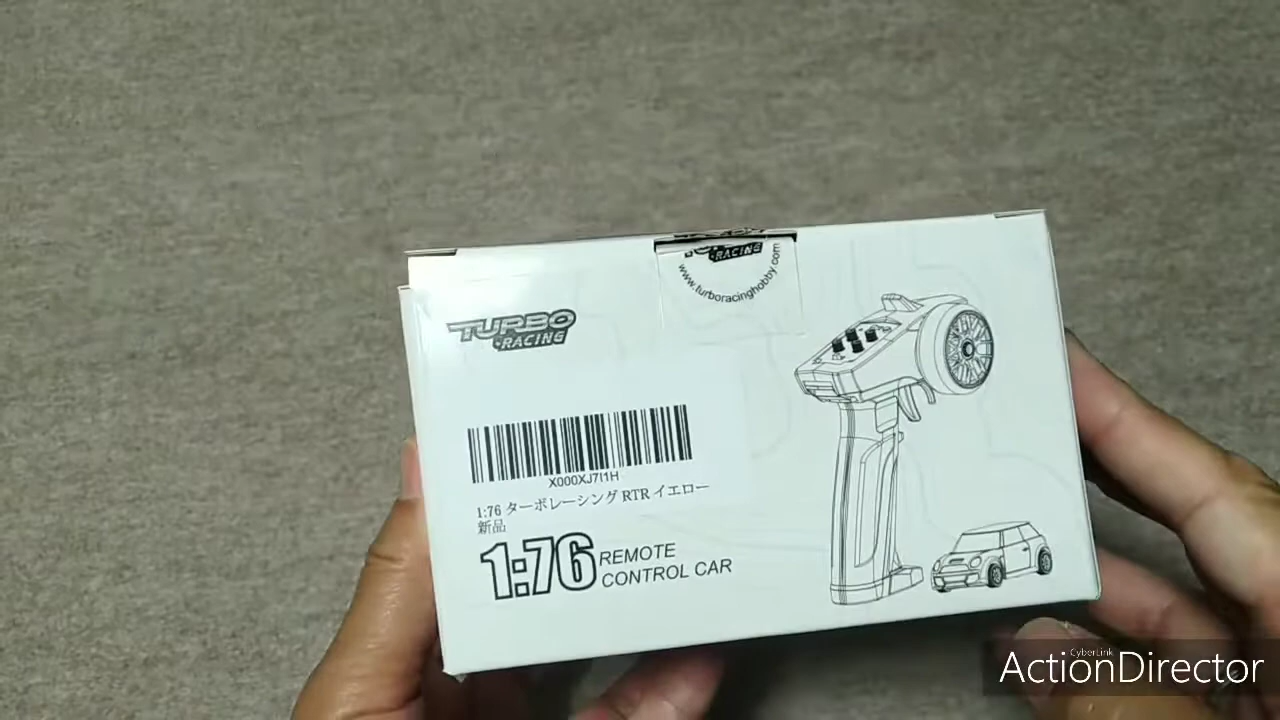 RACING
www.turboracinghobby.com
TURBO
RACING
X000XJ7I1H
1:76 ターボレーシング RTR イエロー
新品
1:76 REMOTE
CONTROL CAR
CyberLink
ActionDirector